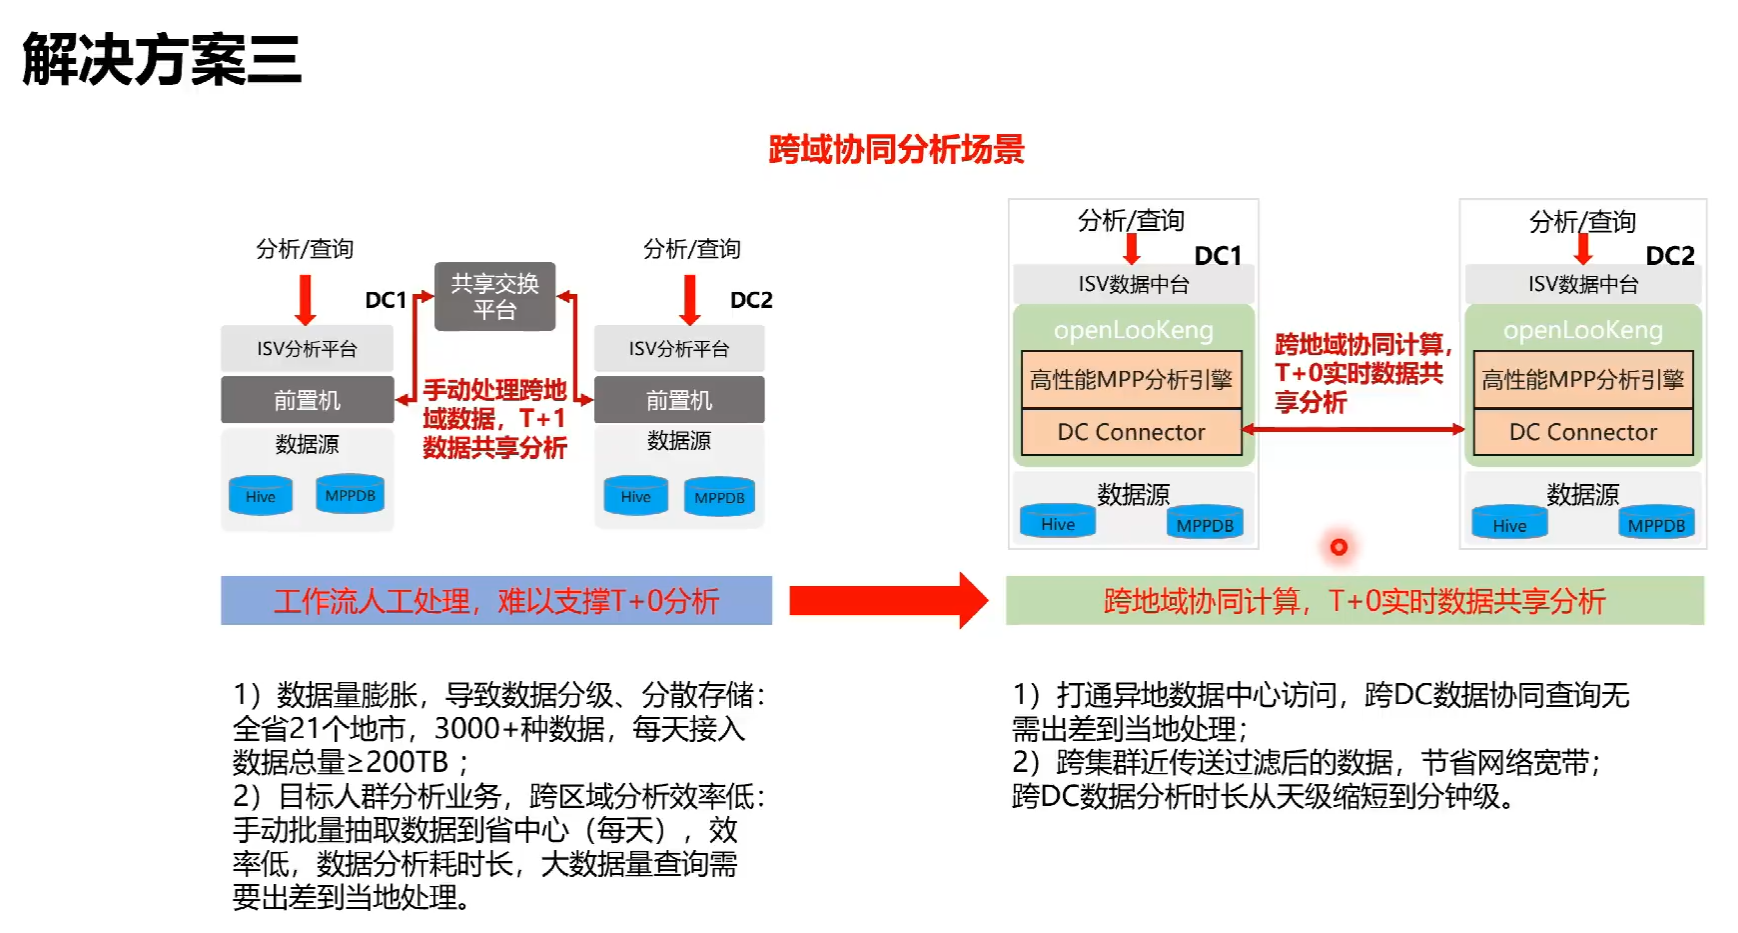 解决方案三
跨域协同分析场景
分析/查询
DC1
共享交换
平台
分析/查询
DC2
ISV分析平台
前置机
数据源
Hive
MPPDB
手动处理跨地
域数据，T+1
数据共享分析
ISV分析平台
前置机
数据源
Hive
MPPDB
分析/查询
DC1
ISV数据中台
openLooKeng
高性能MPP分析引擎
DC Connector
数据源
Hive
MPPDB
跨地域协同计算，
T+0实时数据共
享分析
分析/查询
DC2
ISV数据中台
openLooKeng
高性能MPP分析引擎
DC Connector
数据源
Hive
MPPDB
工作流人工处理，难以支撑T+0分析
跨地域协同计算，T+0实时数据共享分析
1）数据量膨胀，导致数据分级、分散存储：
全省21个地市，3000+种数据，每天接入
数据总量≥200TB；
2）目标人群分析业务，跨区域分析效率低：
手动批量抽取数据到省中心（每天），效
率低，数据分析耗时长，大数据量查询需
要出差到当地处理。
1）打通异地数据中心访问，跨DC数据协同查询无
需出差到当地处理；
2）跨集群近传送过滤后的数据，节省网络宽带；
跨DC数据分析时长从天级缩短到分钟级。